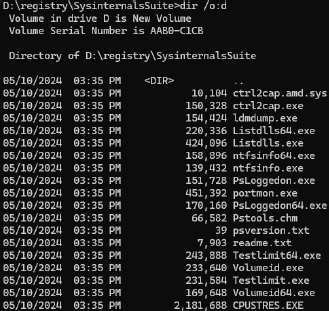 D:\registry\SysinternalsSuite>dir /o:d
Volume in drive D is New Volume
Volume Serial Number is AAB0-C1CB
Directory of D:\registry\SysinternalsSuite
05/10/2024 03:35 PM <DIR> ..
05/10/2024 03:35 PM 10,104 ctrl2cap.amd.sys
05/10/2024 03:35 PM 150,328 ctrl2cap.exe
05/10/2024 03:35 PM 154,424 ldmdump.exe
05/10/2024 03:35 PM 220,336 Listdlls64.exe
05/10/2024 03:35 PM 424,096 Listdlls.exe
05/10/2024 03:35 PM 158,896 ntfsinfo64.exe
05/10/2024 03:35 PM 139,432 ntfsinfo.exe
05/10/2024 03:35 PM 151,728 PsLoggedon.exe
05/10/2024 03:35 PM 451,392 portmon.exe
05/10/2024 03:35 PM 170,160 PsLoggedon64.exe
05/10/2024 03:35 PM 66,582 Pstools.chm
05/10/2024 03:35 PM 39 psversion.txt
05/10/2024 03:35 PM 7,903 readme.txt
05/10/2024 03:35 PM 243,888 Testlimit64.exe
05/10/2024 03:35 PM 233,640 Volumeid.exe
05/10/2024 03:35 PM 231,584 Testlimit.exe
05/10/2024 03:35 PM 169,648 Volumeid64.exe
05/10/2024 03:35 PM 2,181,688 CPUSTRES.EXE